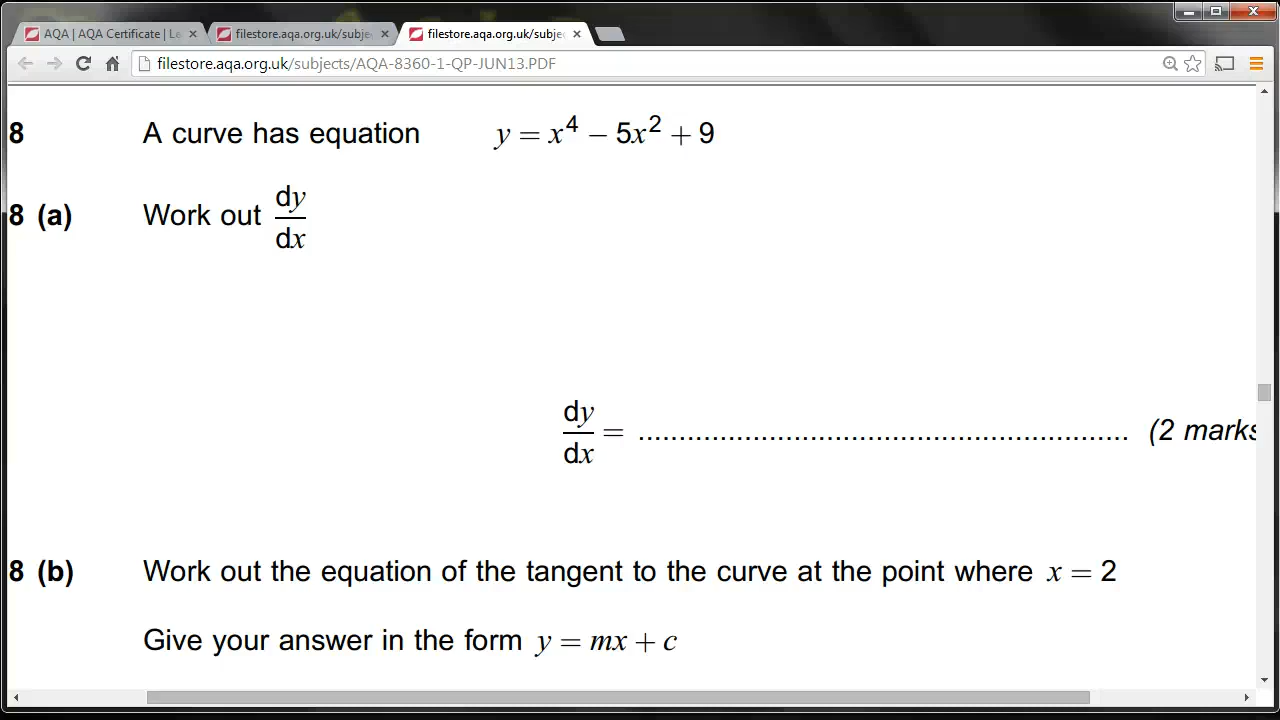 AQA | AQA Certificate | Le
filestore.aqa.org.uk/subje
filestore.aqa.org.uk/subje
filestore.aqa.org.uk/subjects/AQA-8360-1-QP-JUN13.PDF
8 A curve has equation y = x⁴ − 5x² + 9
8 (a) Work out dy/dx
dy/dx = ............................................................ (2 marks
8 (b) Work out the equation of the tangent to the curve at the point where x = 2
Give your answer in the form y = mx + c